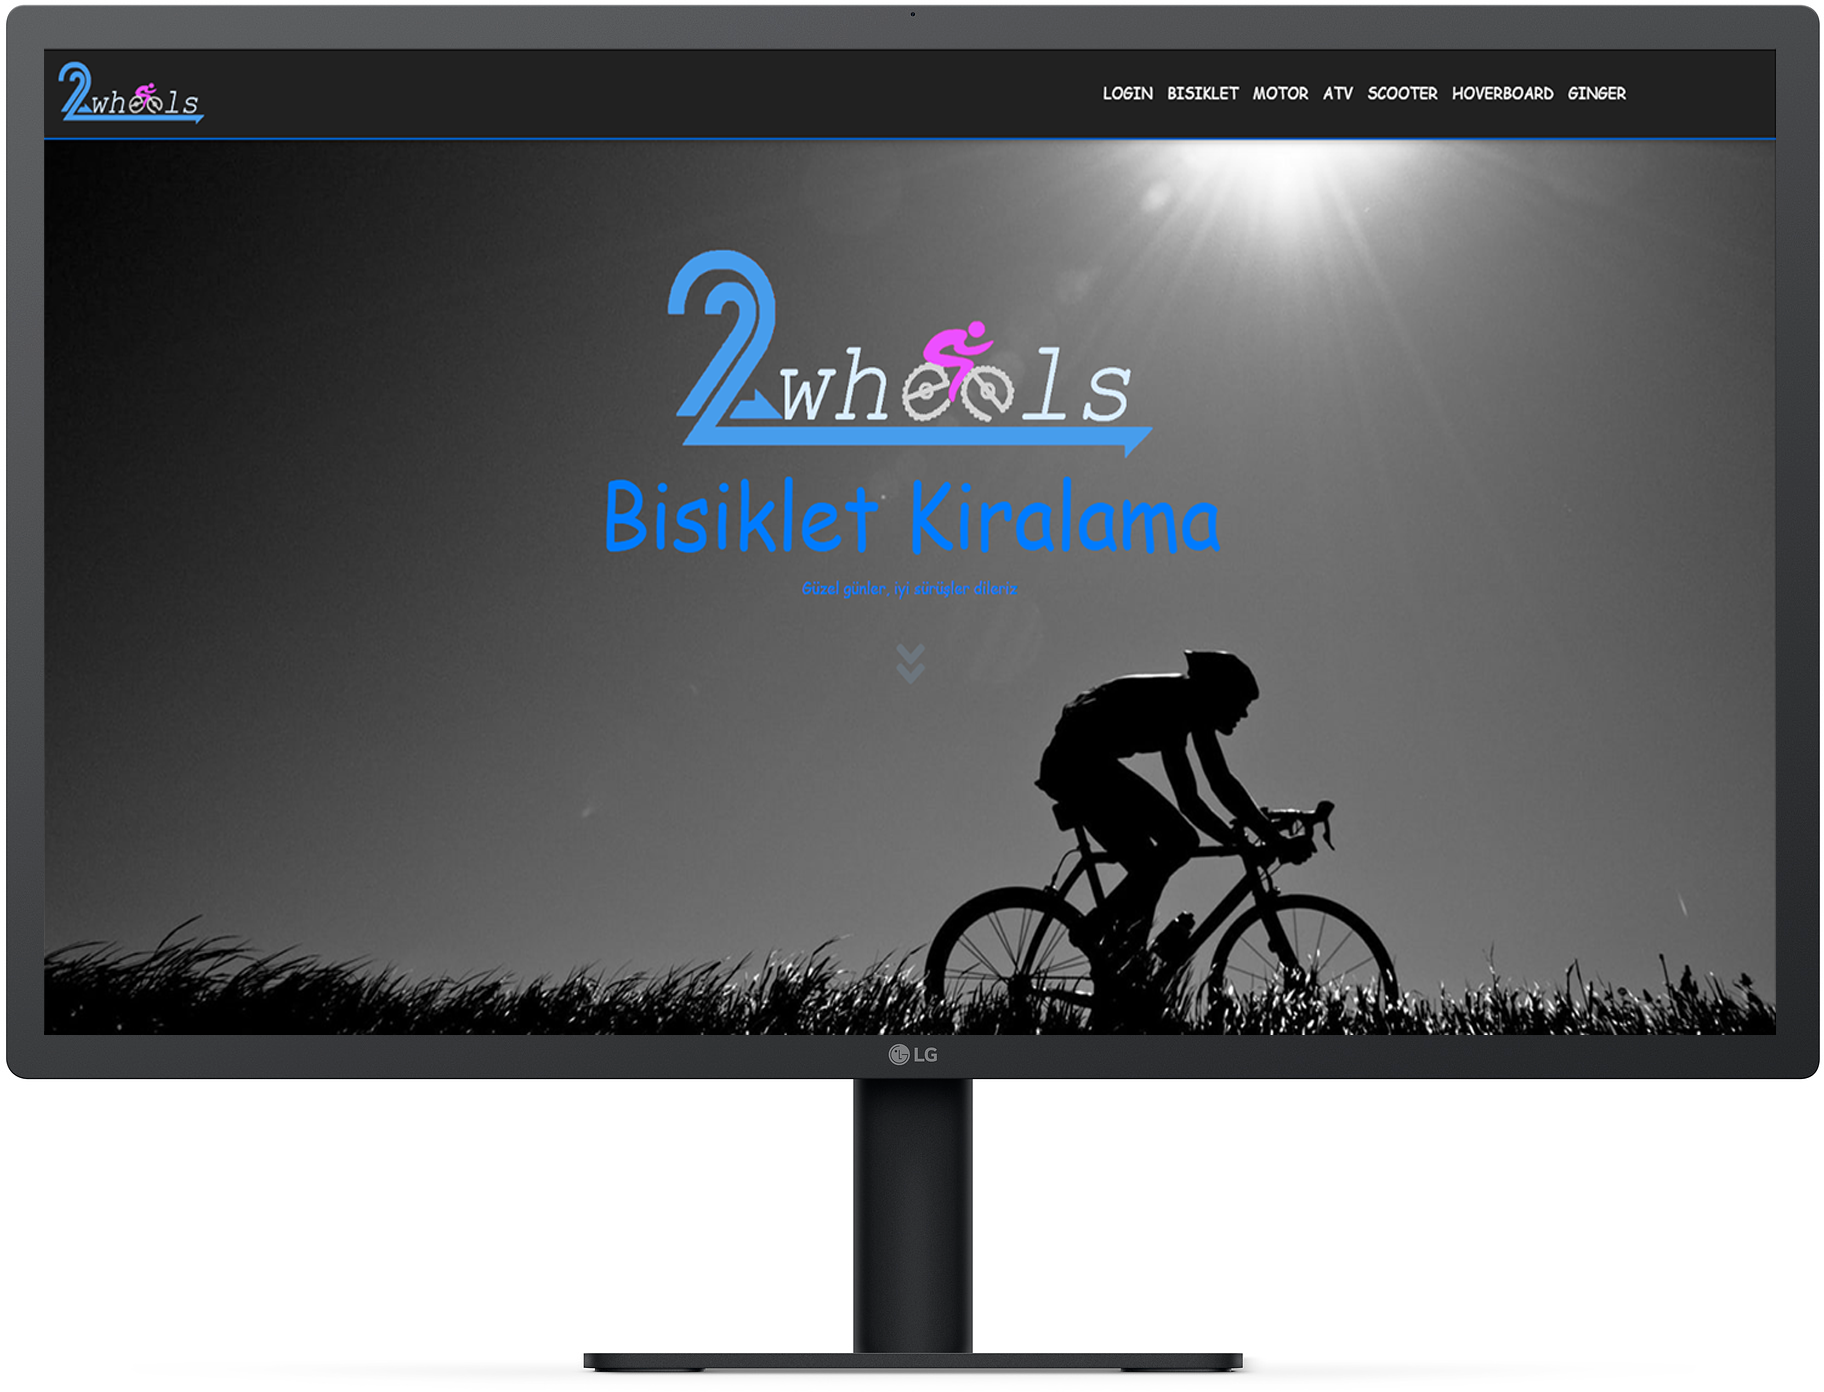 2wheels
LOGIN BISIKLET MOTOR ATV SCOOTER HOVERBOARD GINGER
2wheels
Bisiklet Kiralama
Güzel günler, iyi sürüşler dileriz
LG